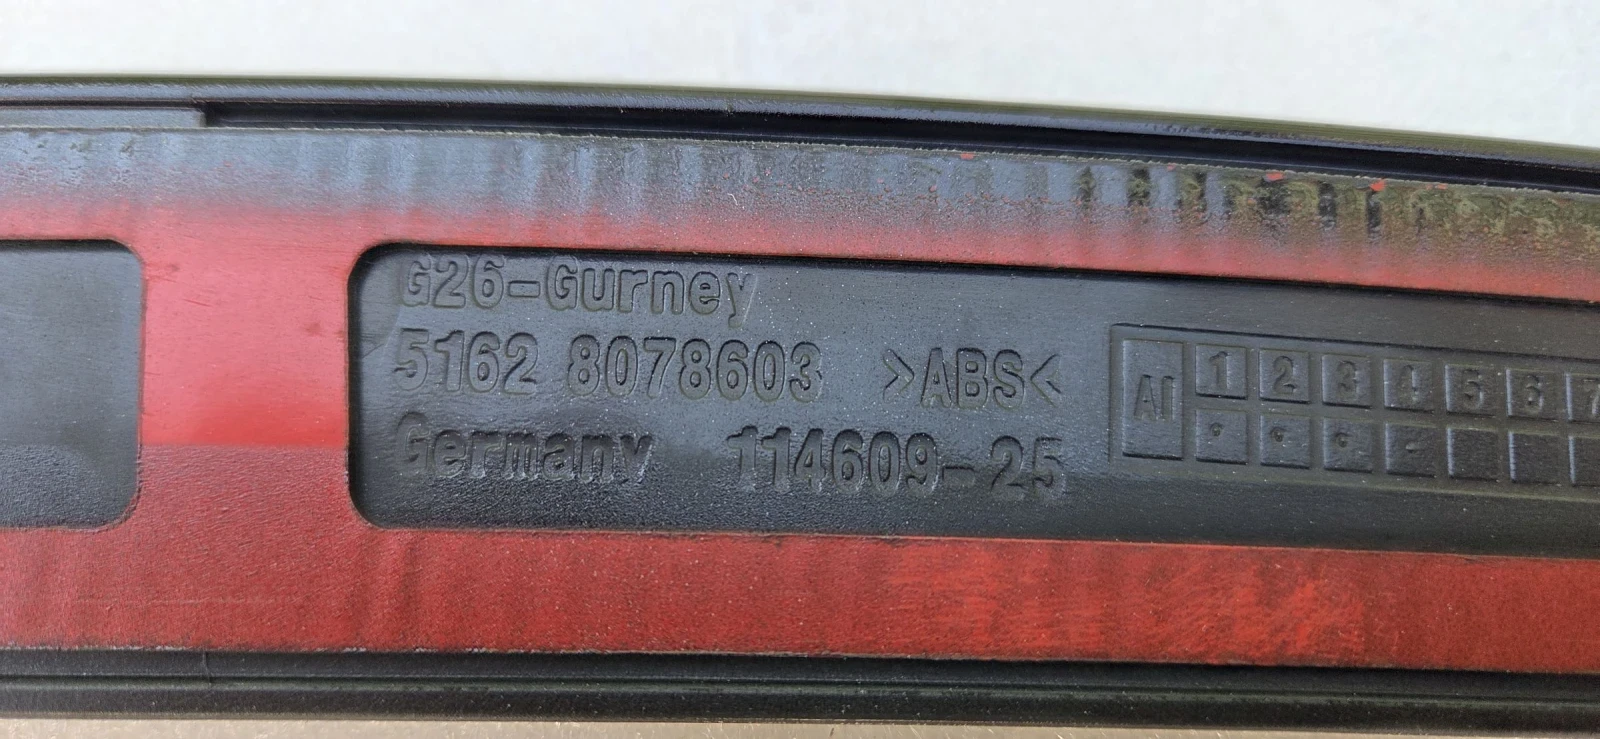 G26-Gurney
5162 8078603 >ABS<
Germany 114609-25
AI 1 2 3 4 5 6 7